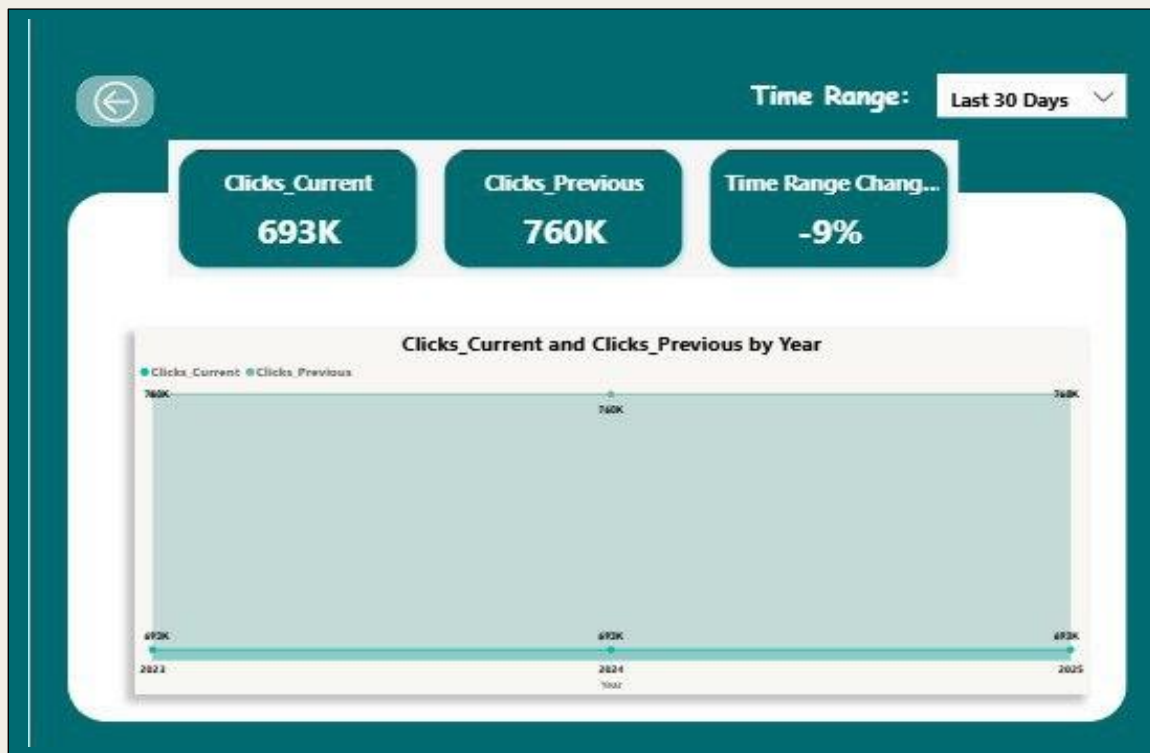 Time Range: Last 30 Days
Clicks_Current Clicks_Previous Time Range Chang...
693K 760K -9%
Clicks_Current and Clicks_Previous by Year
Clicks_Current Clicks_Previous
760K 760K 760K
693K 693K 693K
2023 2024 2025
Year